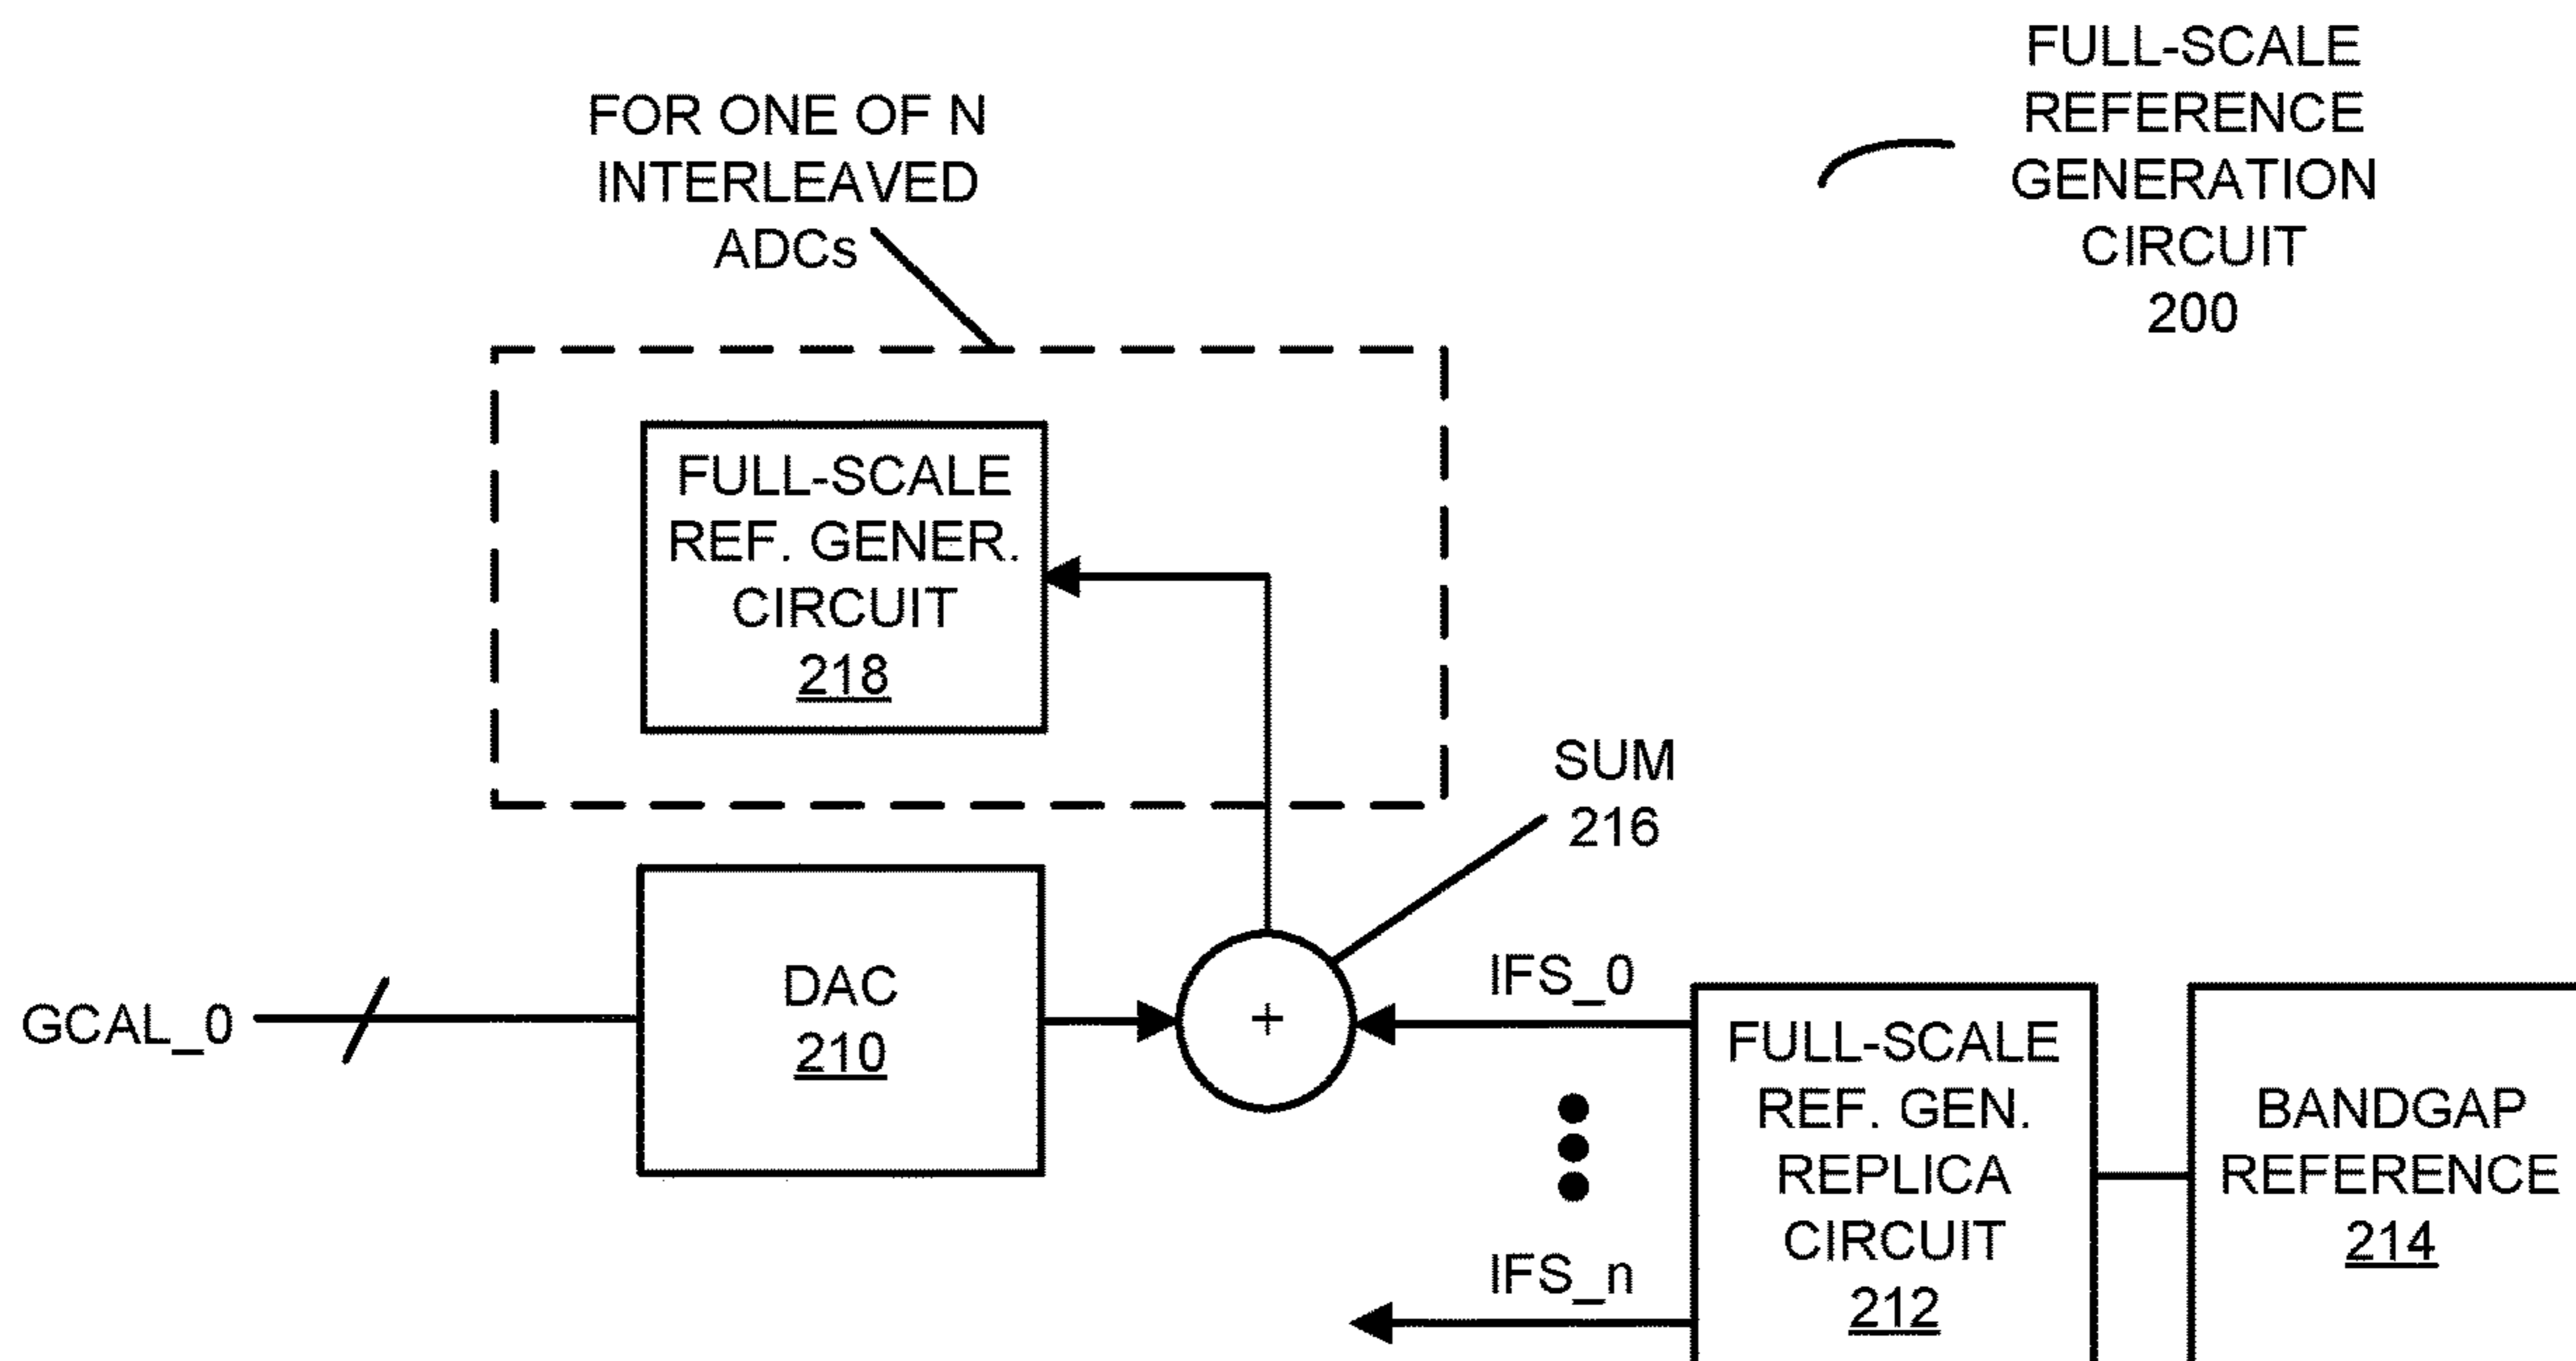 FULL-SCALE
REFERENCE
GENERATION
CIRCUIT
200
FOR ONE OF N
INTERLEAVED
ADCs
FULL-SCALE
REF. GENER.
CIRCUIT
218
SUM
216
GCAL_0
DAC
210
+
IFS_0
IFS_n
FULL-SCALE
REF. GEN.
REPLICA
CIRCUIT
212
BANDGAP
REFERENCE
214